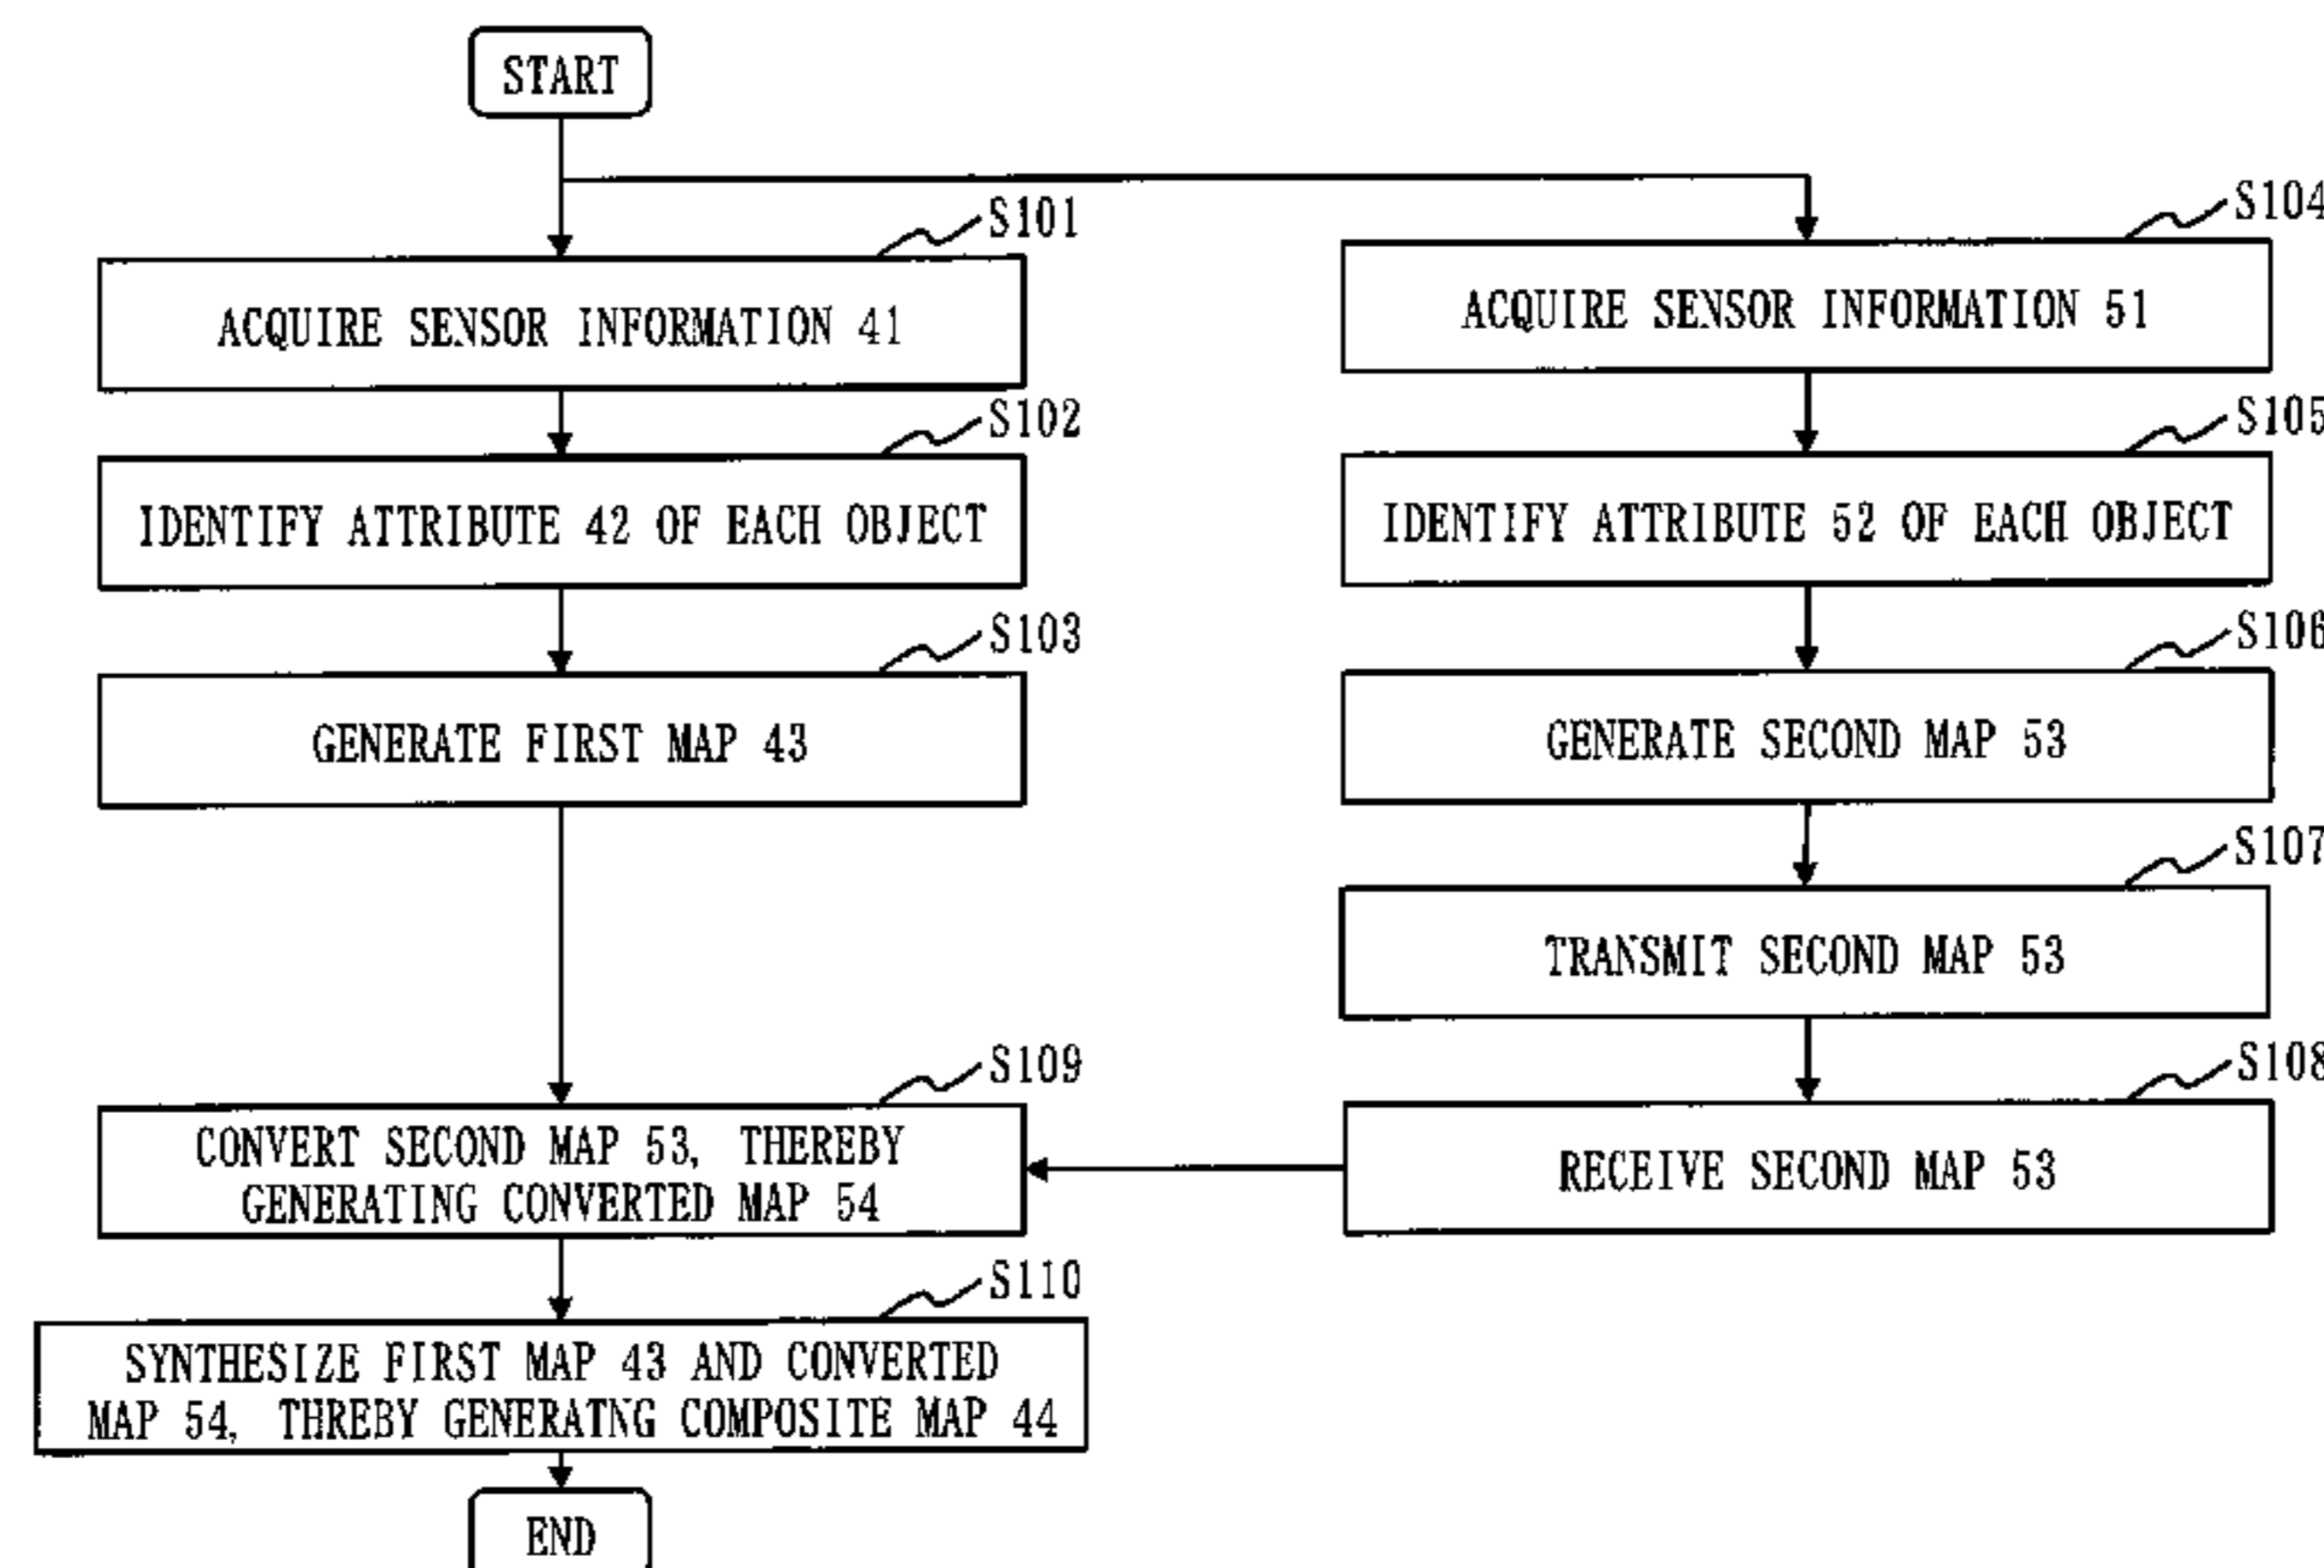 START
S101
ACQUIRE SENSOR INFORMATION 41
S102
IDENTIFY ATTRIBUTE 42 OF EACH OBJECT
S103
GENERATE FIRST MAP 43
S104
ACQUIRE SENSOR INFORMATION 51
S105
IDENTIFY ATTRIBUTE 52 OF EACH OBJECT
S106
GENERATE SECOND MAP 53
S107
TRANSMIT SECOND MAP 53
S108
RECEIVE SECOND MAP 53
S109
CONVERT SECOND MAP 53, THEREBY
GENERATING CONVERTED MAP 54
S110
SYNTHESIZE FIRST MAP 43 AND CONVERTED
MAP 54, THREBY GENERATNG COMPOSITE MAP 44
END